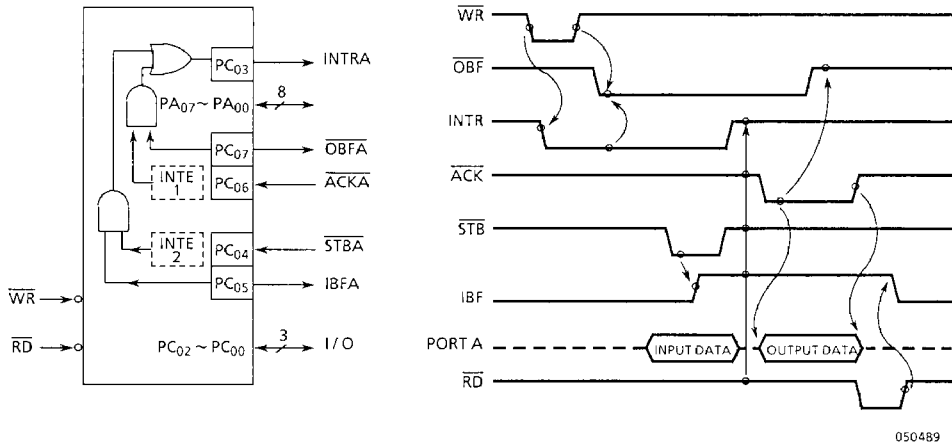 PC03
INTRA
PA07~PA00
8
PC07
OBFA
INTE 1
PC06
ACKA
INTE 2
PC04
STBA
PC05
IBFA
WR
RD
PC02~PC00
3
I/O
WR
OBF
INTR
ACK
STB
IBF
PORT A
INPUT DATA
OUTPUT DATA
RD
050489